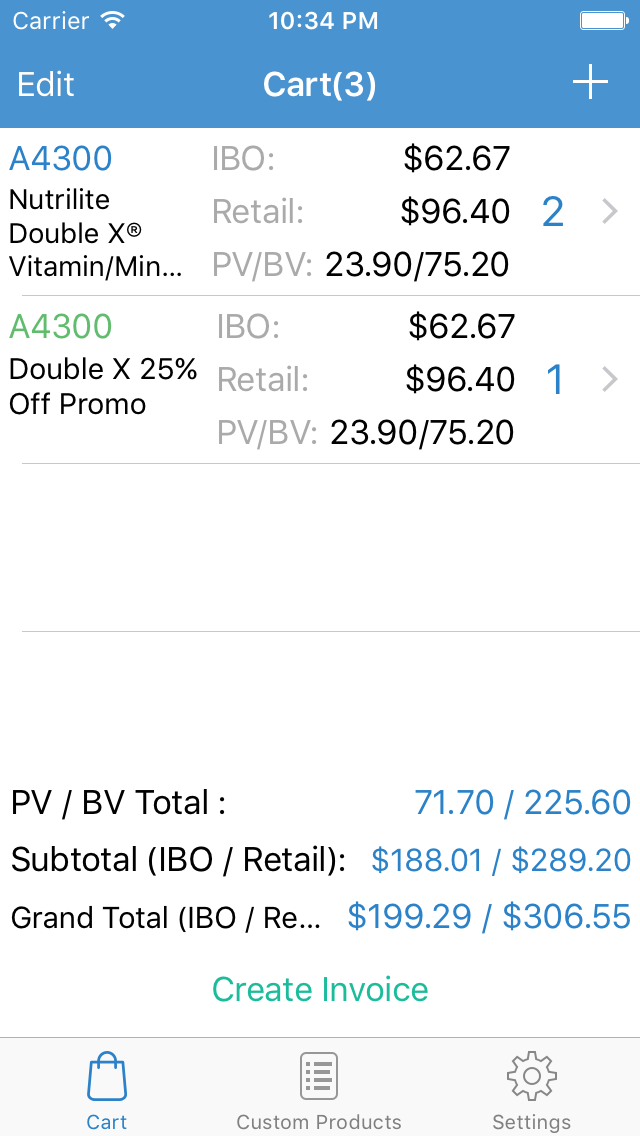 Carrier 10:34 PM
Edit Cart(3) +
A4300 IBO: $62.67
Nutrilite
Double X®
Vitamin/Min...
Retail: $96.40 2
PV/BV: 23.90/75.20
A4300 IBO: $62.67
Double X 25%
Off Promo
Retail: $96.40 1
PV/BV: 23.90/75.20
PV / BV Total : 71.70 / 225.60
Subtotal (IBO / Retail): $188.01 / $289.20
Grand Total (IBO / Re... $199.29 / $306.55
Create Invoice
Cart Custom Products Settings